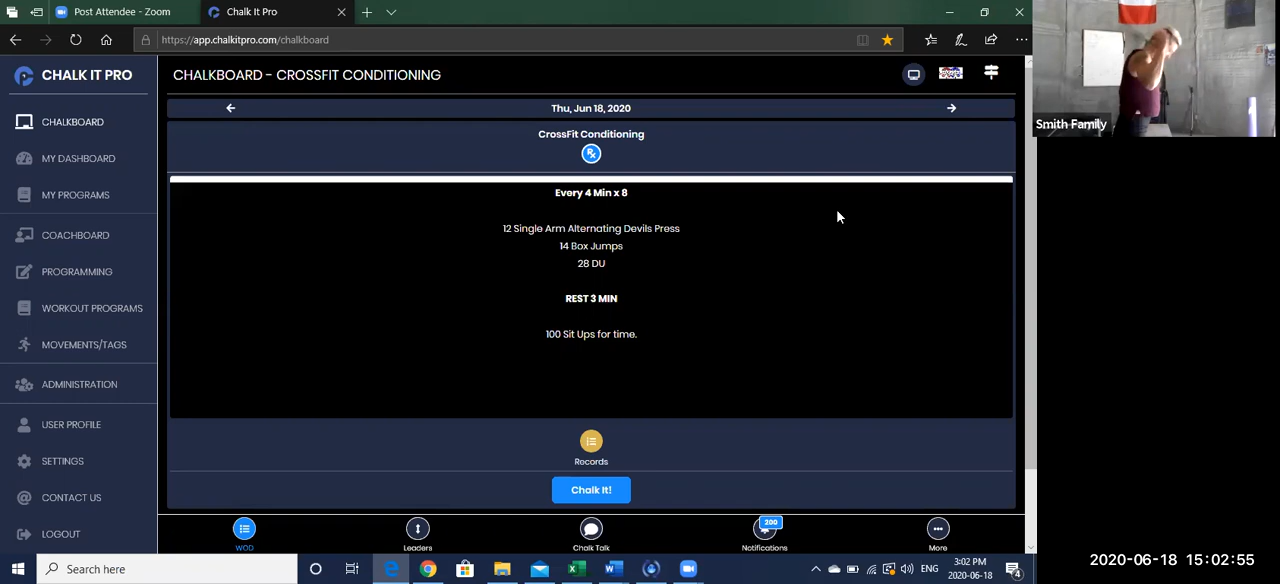 Post Attendee - Zoom
Chalk It Pro
https://app.chalkitpro.com/chalkboard
CHALK IT PRO
CHALKBOARD - CROSSFIT CONDITIONING
Smith Family
Thu, Jun 18, 2020
CHALKBOARD
MY DASHBOARD
MY PROGRAMS
COACHBOARD
PROGRAMMING
WORKOUT PROGRAMS
MOVEMENTS/TAGS
ADMINISTRATION
USER PROFILE
SETTINGS
CONTACT US
LOGOUT
CrossFit Conditioning
Rx
Every 4 Min x 8
12 Single Arm Alternating Devils Press
14 Box Jumps
28 DU
REST 3 MIN
100 Sit Ups for time.
Records
Chalk It!
200
WOD
Leaders
Chalk Talk
Notifications
More
Search here
ENG
3:02 PM
2020-06-18
4
2020-06-18 15:02:55